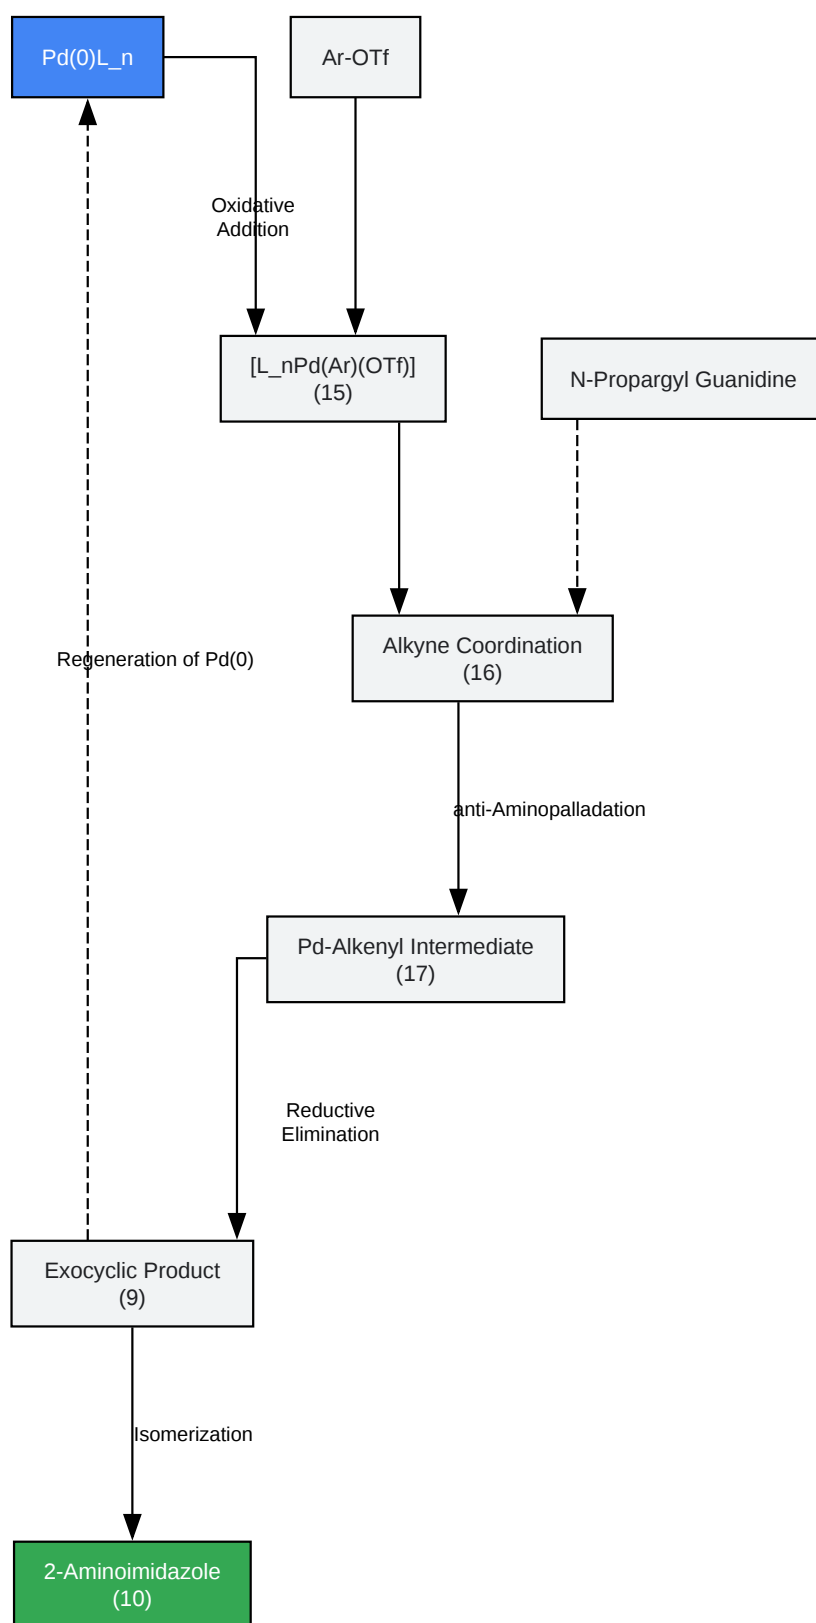 Pd(0)L_n
Ar-OTf
Oxidative
Addition
[L_nPd(Ar)(OTf)]
(15)
N-Propargyl Guanidine
Alkyne Coordination
(16)
Regeneration of Pd(0)
anti-Aminopalladation
Pd-Alkenyl Intermediate
(17)
Reductive
Elimination
Exocyclic Product
(9)
Isomerization
2-Aminoimidazole
(10)